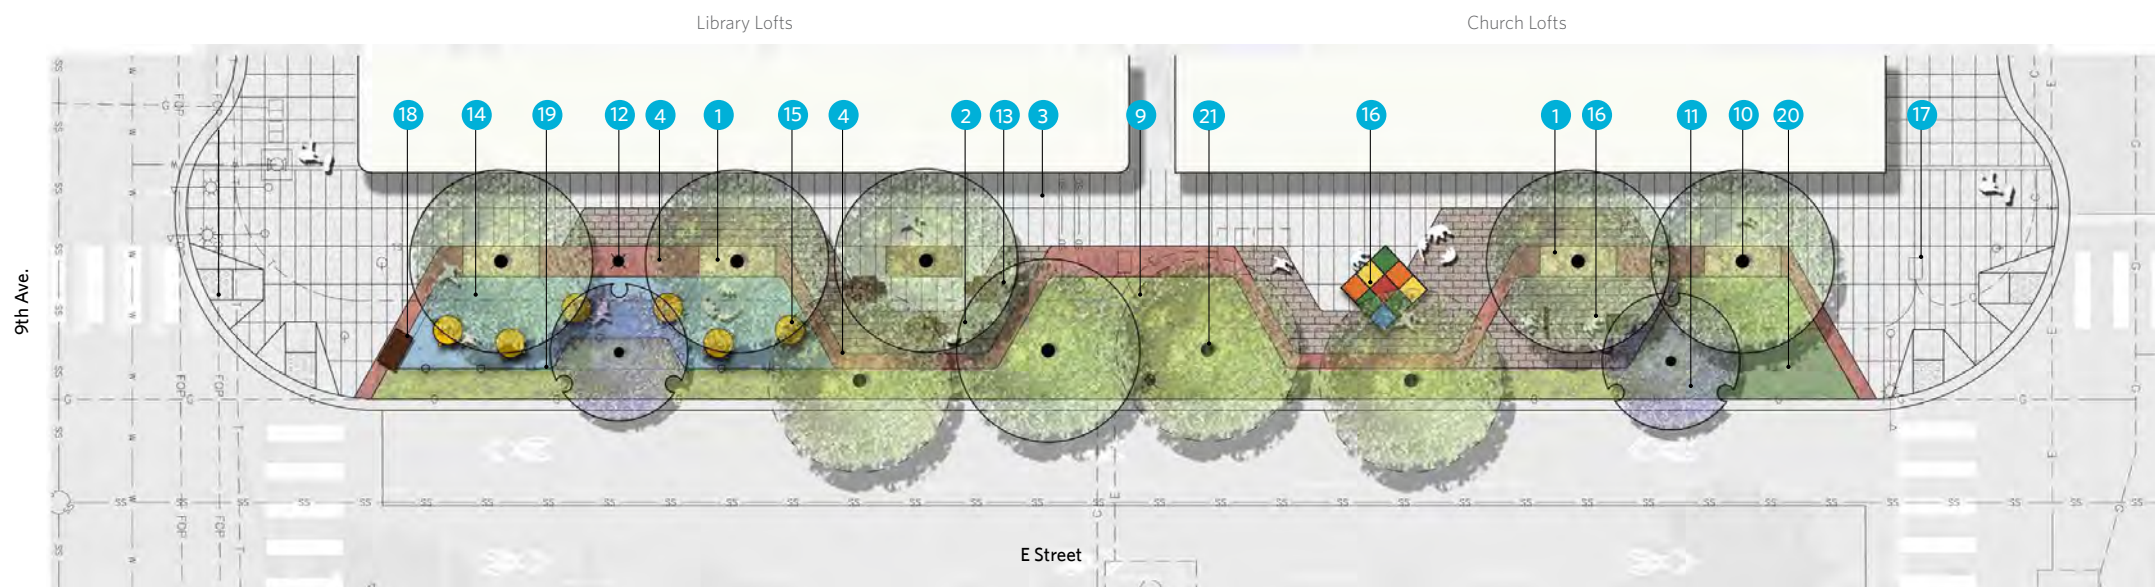 Library Lofts
Church Lofts
18 14 19 12 4 1 15 4 2 13 3 9 21 16 1 16 11 10 20 17
9th Ave.
E Street